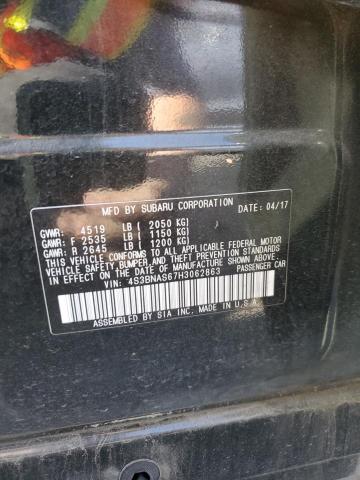 MFD BY SUBARU CORPORATION DATE 04/17
GVWR: 4519 LB ( 2050 KG)
GAWR: F 2535 LB ( 1150 KG)
GAWR: R 2645 LB ( 1200 KG)
THIS VEHICLE CONFORMS TO ALL APPLICABLE FEDERAL MOTOR
VEHICLE SAFETY BUMPER, AND THEFT PREVENTION STANDARDS
IN EFFECT ON THE DATE OF MANUFACTURE SHOWN ABOVE.
VIN: 4S3BNAS67H3062863 PASSENGER CAR
ASSEMBLED BY SIA INC. MADE IN U.S.A.